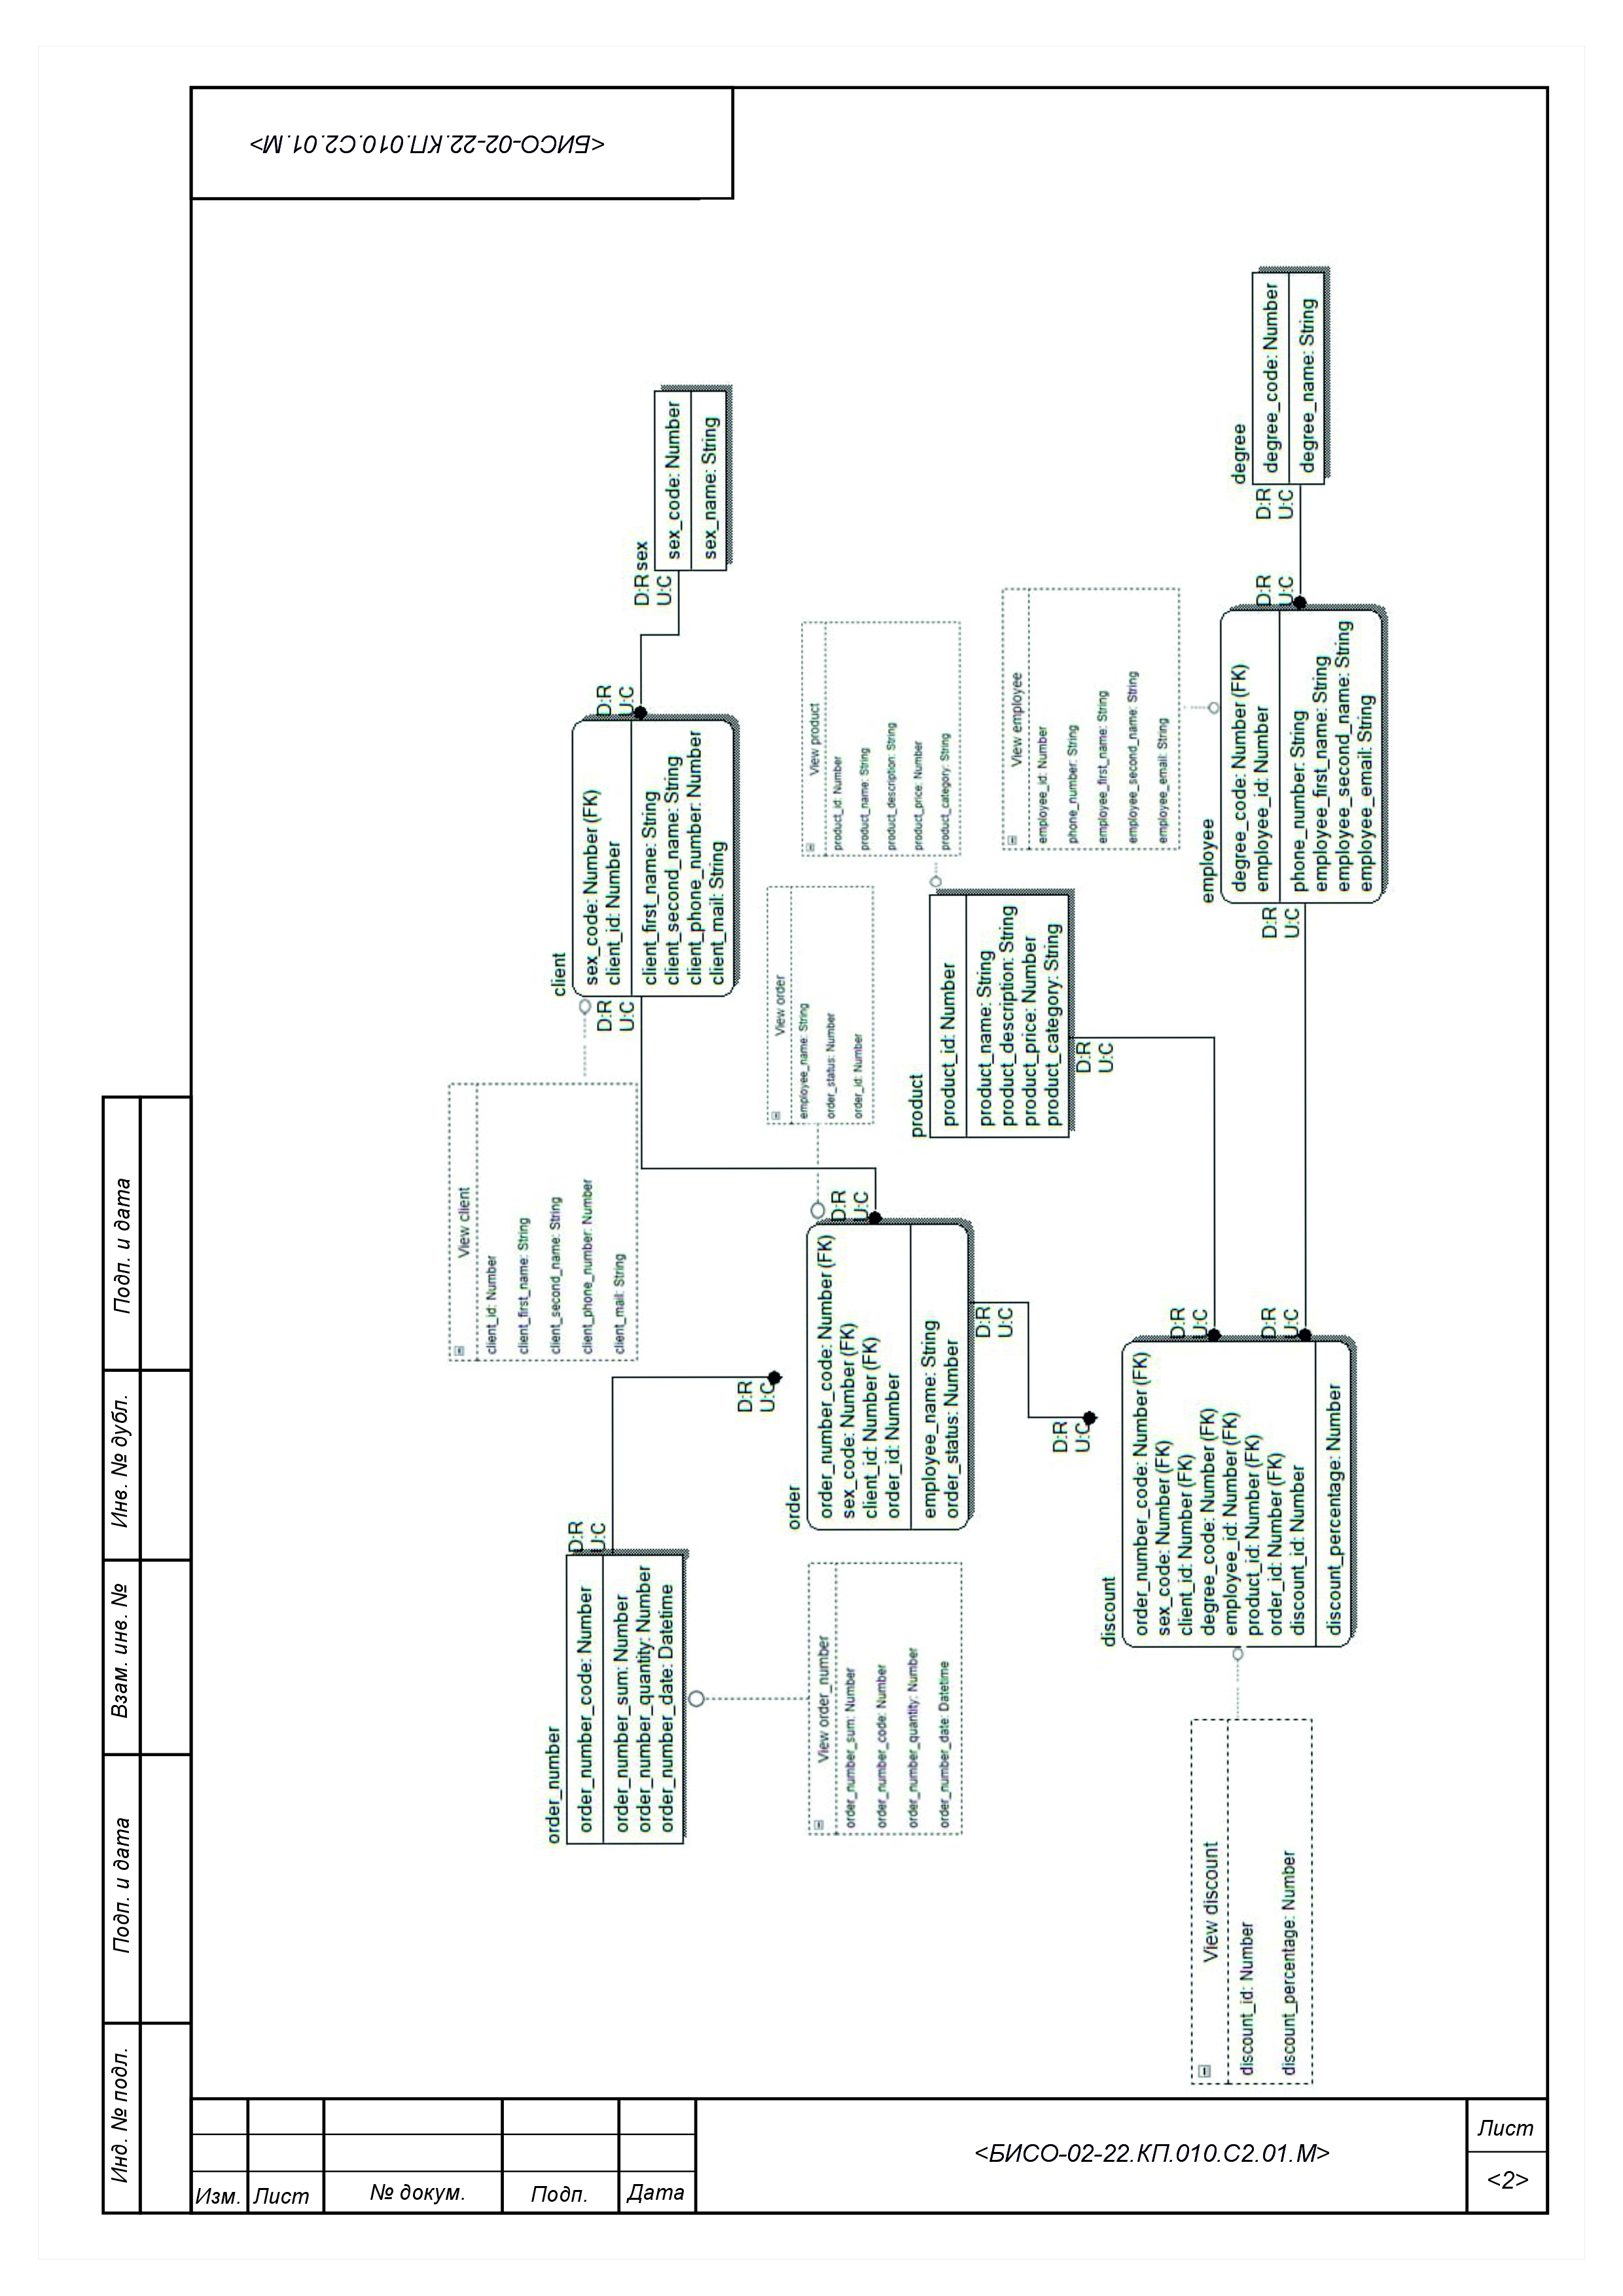 <БИСО-02-22.КП.010.С2.01.М>
order_number
order_number_code: Number
order_number_sum: Number
order_number_quantity: Number
order_number_date: Datetime
D:R
U:C
View order_number
order_number_sum: Number
order_number_code: Number
order_number_quantity: Number
order_number_date: Datetime
View client
client_id: Number
client_first_name: String
client_second_name: String
client_phone_number: Number
client_mail: String
client
sex_code: Number (FK)
client_id: Number
client_first_name: String
client_second_name: String
client_phone_number: Number
client_mail: String
D:R
U:C
D:R
U:C
sex
sex_code: Number
sex_name: String
D:R
U:C
D:R
U:C
order
order_number_code: Number (FK)
sex_code: Number (FK)
client_id: Number (FK)
order_id: Number
employee_name: String
order_status: Number
D:R
U:C
D:R
U:C
View order
employee_name: String
order_status: Number
order_id: Number
View product
product_id: Number
product_name: String
product_description: String
product_price: Number
product_category: String
product
product_id: Number
product_name: String
product_description: String
product_price: Number
product_category: String
D:R
U:C
View employee
employee_id: Number
phone_number: String
employee_first_name: String
employee_second_name: String
employee_email: String
employee
degree_code: Number (FK)
employee_id: Number
phone_number: String
employee_first_name: String
employee_second_name: String
employee_email: String
D:R
U:C
D:R
U:C
degree
degree_code: Number
degree_name: String
D:R
U:C
D:R
U:C
discount
order_number_code: Number (FK)
sex_code: Number (FK)
client_id: Number (FK)
degree_code: Number (FK)
employee_id: Number (FK)
product_id: Number (FK)
order_id: Number (FK)
discount_id: Number
discount_percentage: Number
D:R
U:C
D:R
U:C
View discount
discount_id: Number
discount_percentage: Number
Подп. и дата
Инв. № дубл.
Взам. инв. №
Подп. и дата
Инд. № подл.
Изм.
Лист
№ докум.
Подп.
Дата
<БИСО-02-22.КП.010.С2.01.М>
Лист
<2>